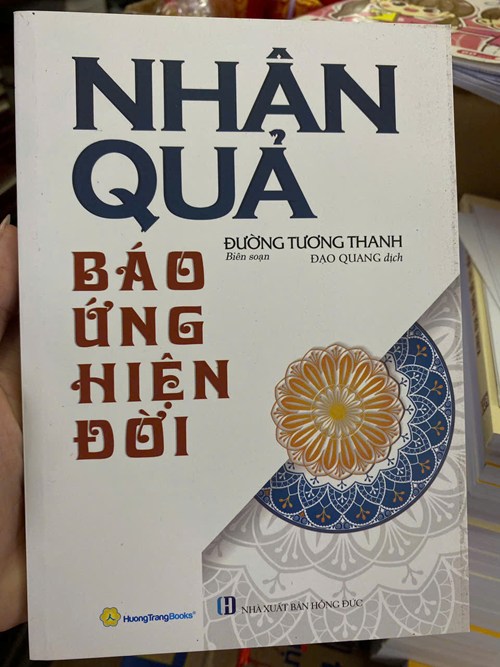 NHÂN
QUẢ
ĐƯỜNG TƯƠNG THANH
Biên soạn ĐẠO QUANG dịch
BÁO
ỨNG
HIỆN
ĐỜI
HuongTrangBooks®
NHÀ XUẤT BẢN HỒNG ĐỨC